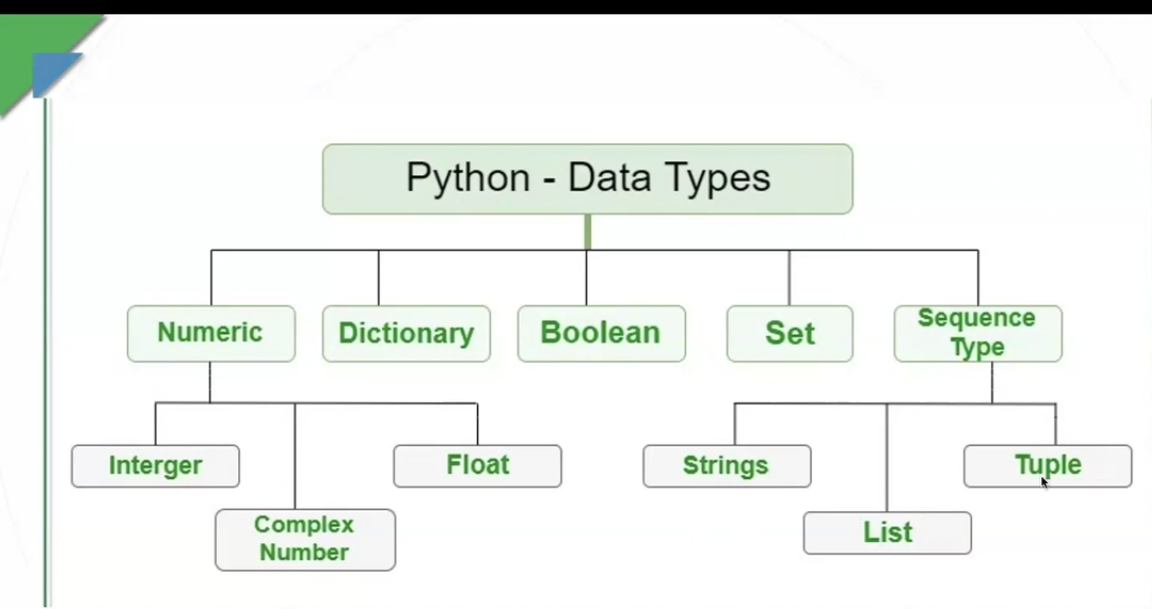 Python - Data Types
Numeric
Dictionary
Boolean
Set
Sequence
Type
Interger
Float
Strings
Tuple
Complex
Number
List